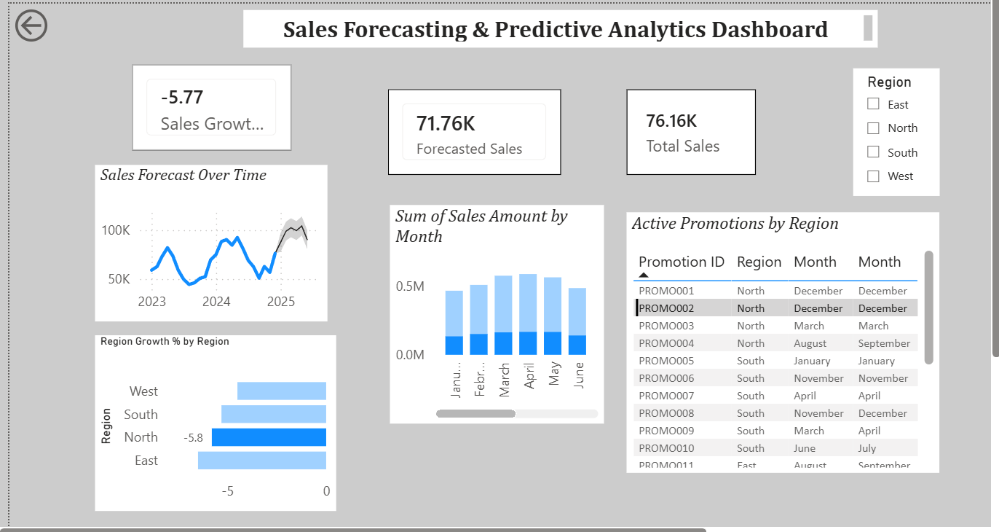 Sales Forecasting & Predictive Analytics Dashboard
-5.77
Sales Growt...
71.76K
Forecasted Sales
76.16K
Total Sales
Region
East
North
South
West
Sales Forecast Over Time
100K
50K
2023 2024 2025
Region Growth % by Region
Region
West
South
North -5.8
East
-5 0
Sum of Sales Amount by
Month
0.5M
0.0M
Janu... Febr... March April May June
Active Promotions by Region
Promotion ID Region Month Month
PROMO001 North December December
PROMO002 North December December
PROMO003 North March March
PROMO004 North August September
PROMO005 South January January
PROMO006 South November November
PROMO007 South April April
PROMO008 South November December
PROMO009 South March April
PROMO010 South June July
PROMO011 East August September